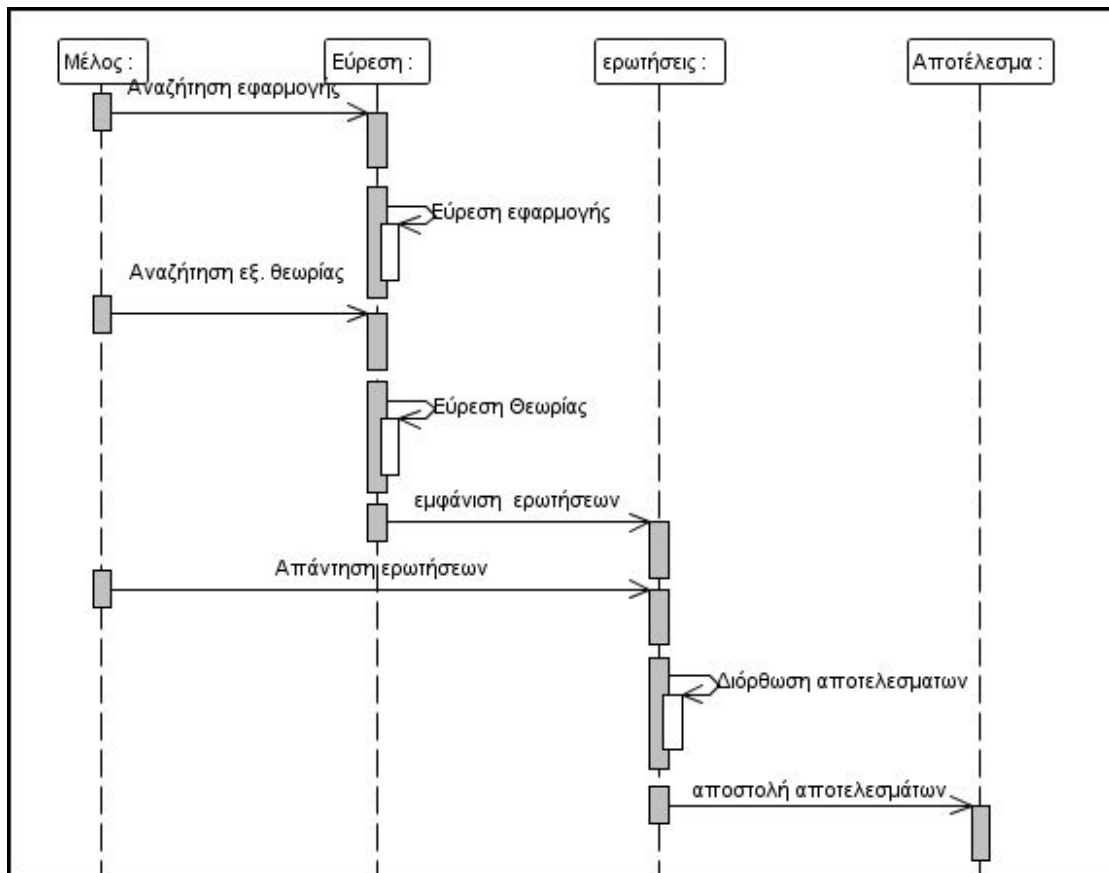 Μέλος :
Εύρεση :
ερωτήσεις :
Αποτέλεσμα :
Αναζήτηση εφαρμογής
Εύρεση εφαρμογής
Αναζήτηση εξ. θεωρίας
Εύρεση Θεωρίας
εμφάνιση ερωτήσεων
Απάντηση ερωτήσεων
Διόρθωση αποτελεσματων
αποστολή αποτελεσμάτων